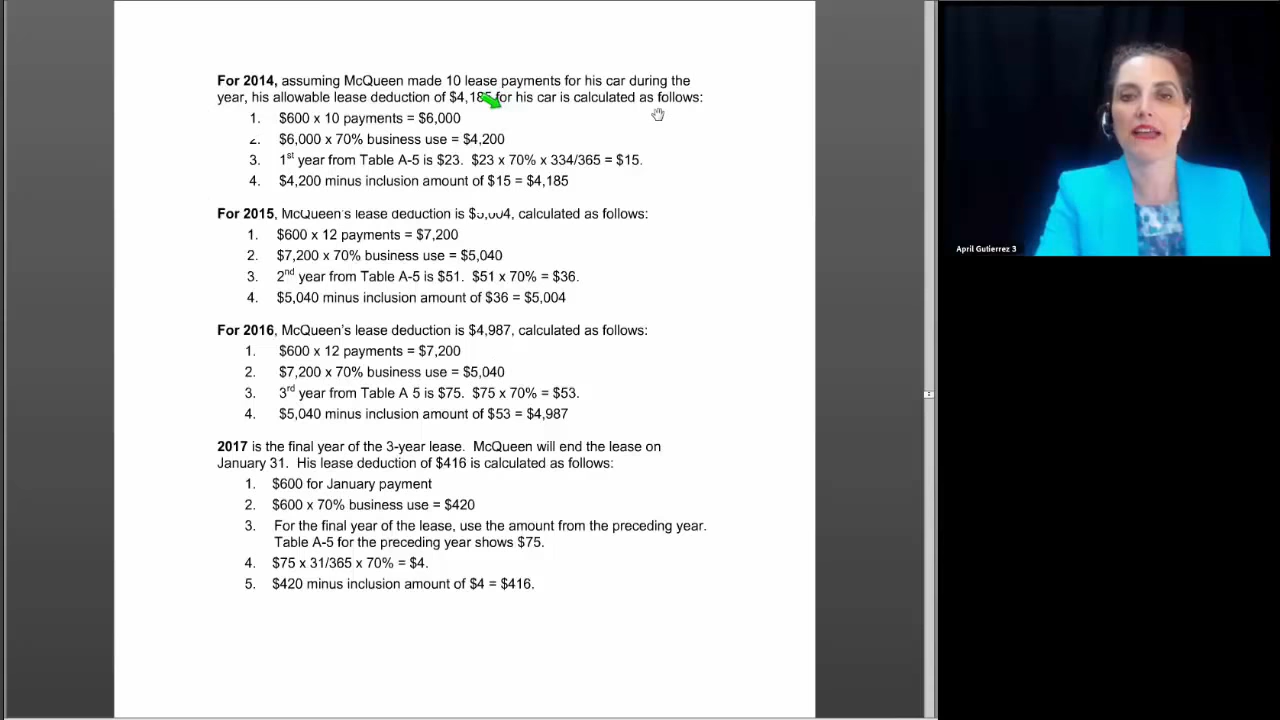 For 2014, assuming McQueen made 10 lease payments for his car during the
year, his allowable lease deduction of $4,185 for his car is calculated as follows:
1. $600 x 10 payments = $6,000
2. $6,000 x 70% business use = $4,200
3. 1st year from Table A-5 is $23. $23 x 70% x 334/365 = $15.
4. $4,200 minus inclusion amount of $15 = $4,185
For 2015, McQueen's lease deduction is $5,004, calculated as follows:
1. $600 x 12 payments = $7,200
2. $7,200 x 70% business use = $5,040
3. 2nd year from Table A-5 is $51. $51 x 70% = $36.
4. $5,040 minus inclusion amount of $36 = $5,004
For 2016, McQueen's lease deduction is $4,987, calculated as follows:
1. $600 x 12 payments = $7,200
2. $7,200 x 70% business use = $5,040
3. 3rd year from Table A 5 is $75. $75 x 70% = $53.
4. $5,040 minus inclusion amount of $53 = $4,987
2017 is the final year of the 3-year lease. McQueen will end the lease on
January 31. His lease deduction of $416 is calculated as follows:
1. $600 for January payment
2. $600 x 70% business use = $420
3. For the final year of the lease, use the amount from the preceding year.
Table A-5 for the preceding year shows $75.
4. $75 x 31/365 x 70% = $4.
5. $420 minus inclusion amount of $4 = $416.
April Gutierrez 3